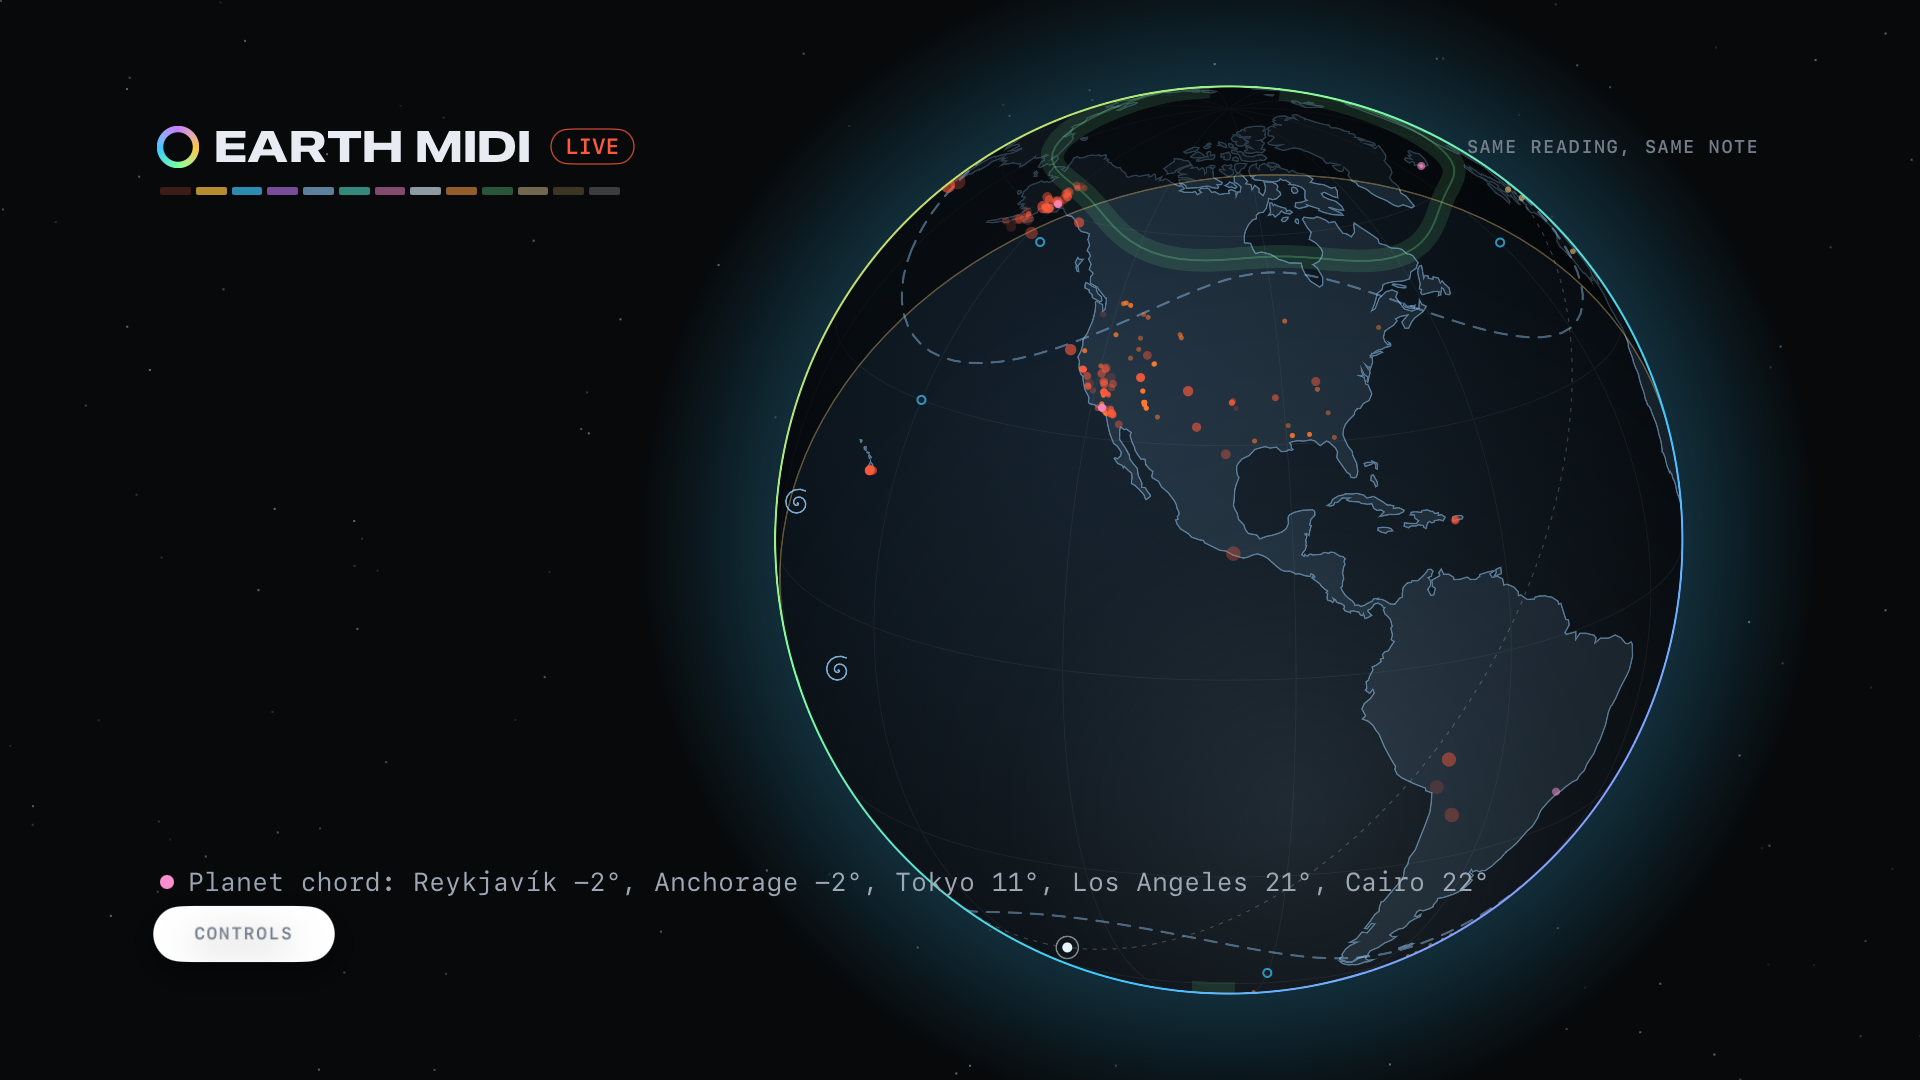 EARTH MIDI LIVE
SAME READING, SAME NOTE
Planet chord: Reykjavík −2°, Anchorage −2°, Tokyo 11°, Los Angeles 21°, Cairo 22°
CONTROLS